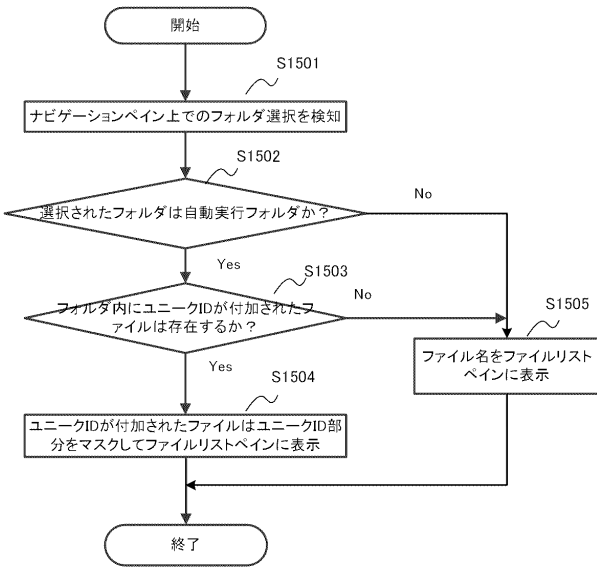 開始
S1501
ナビゲーションペイン上でのフォルダ選択を検知
S1502
選択されたフォルダは自動実行フォルダか？
No
Yes
S1503
フォルダ内にユニークIDが付加されたフ
ァイルは存在するか？
No
Yes
S1505
ファイル名をファイルリスト
ペインに表示
S1504
ユニークIDが付加されたファイルはユニークID部
分をマスクしてファイルリストペインに表示
終了